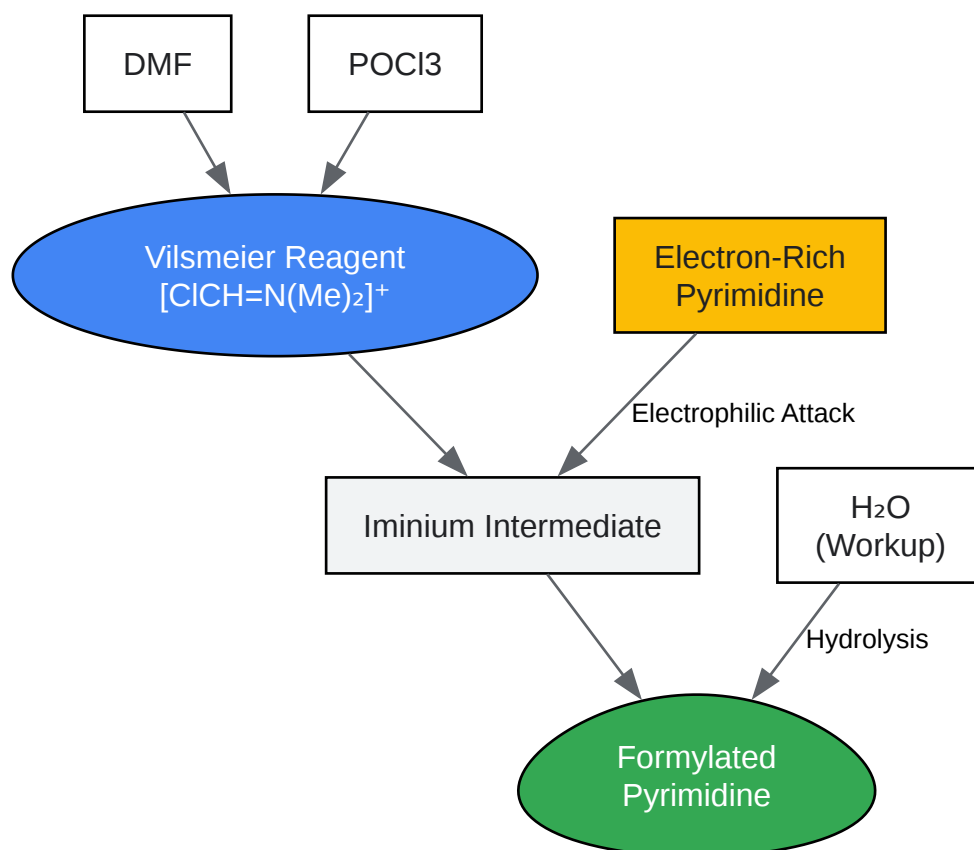 DMF
POCl3
Vilsmeier Reagent
[ClCH=N(Me)₂]⁺
Electron-Rich
Pyrimidine
Electrophilic Attack
Iminium Intermediate
H₂O
(Workup)
Hydrolysis
Formylated
Pyrimidine